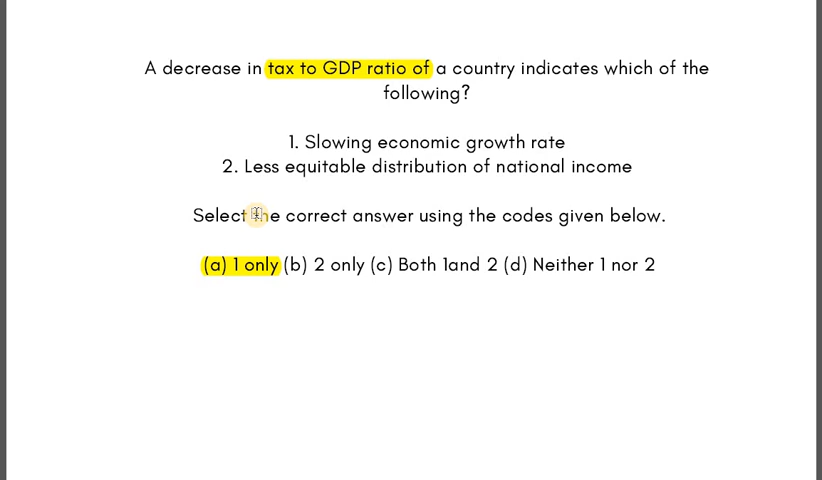 A decrease in tax to GDP ratio of a country indicates which of the
following?
1. Slowing economic growth rate
2. Less equitable distribution of national income
Select the correct answer using the codes given below.
(a) 1 only (b) 2 only (c) Both 1and 2 (d) Neither 1 nor 2